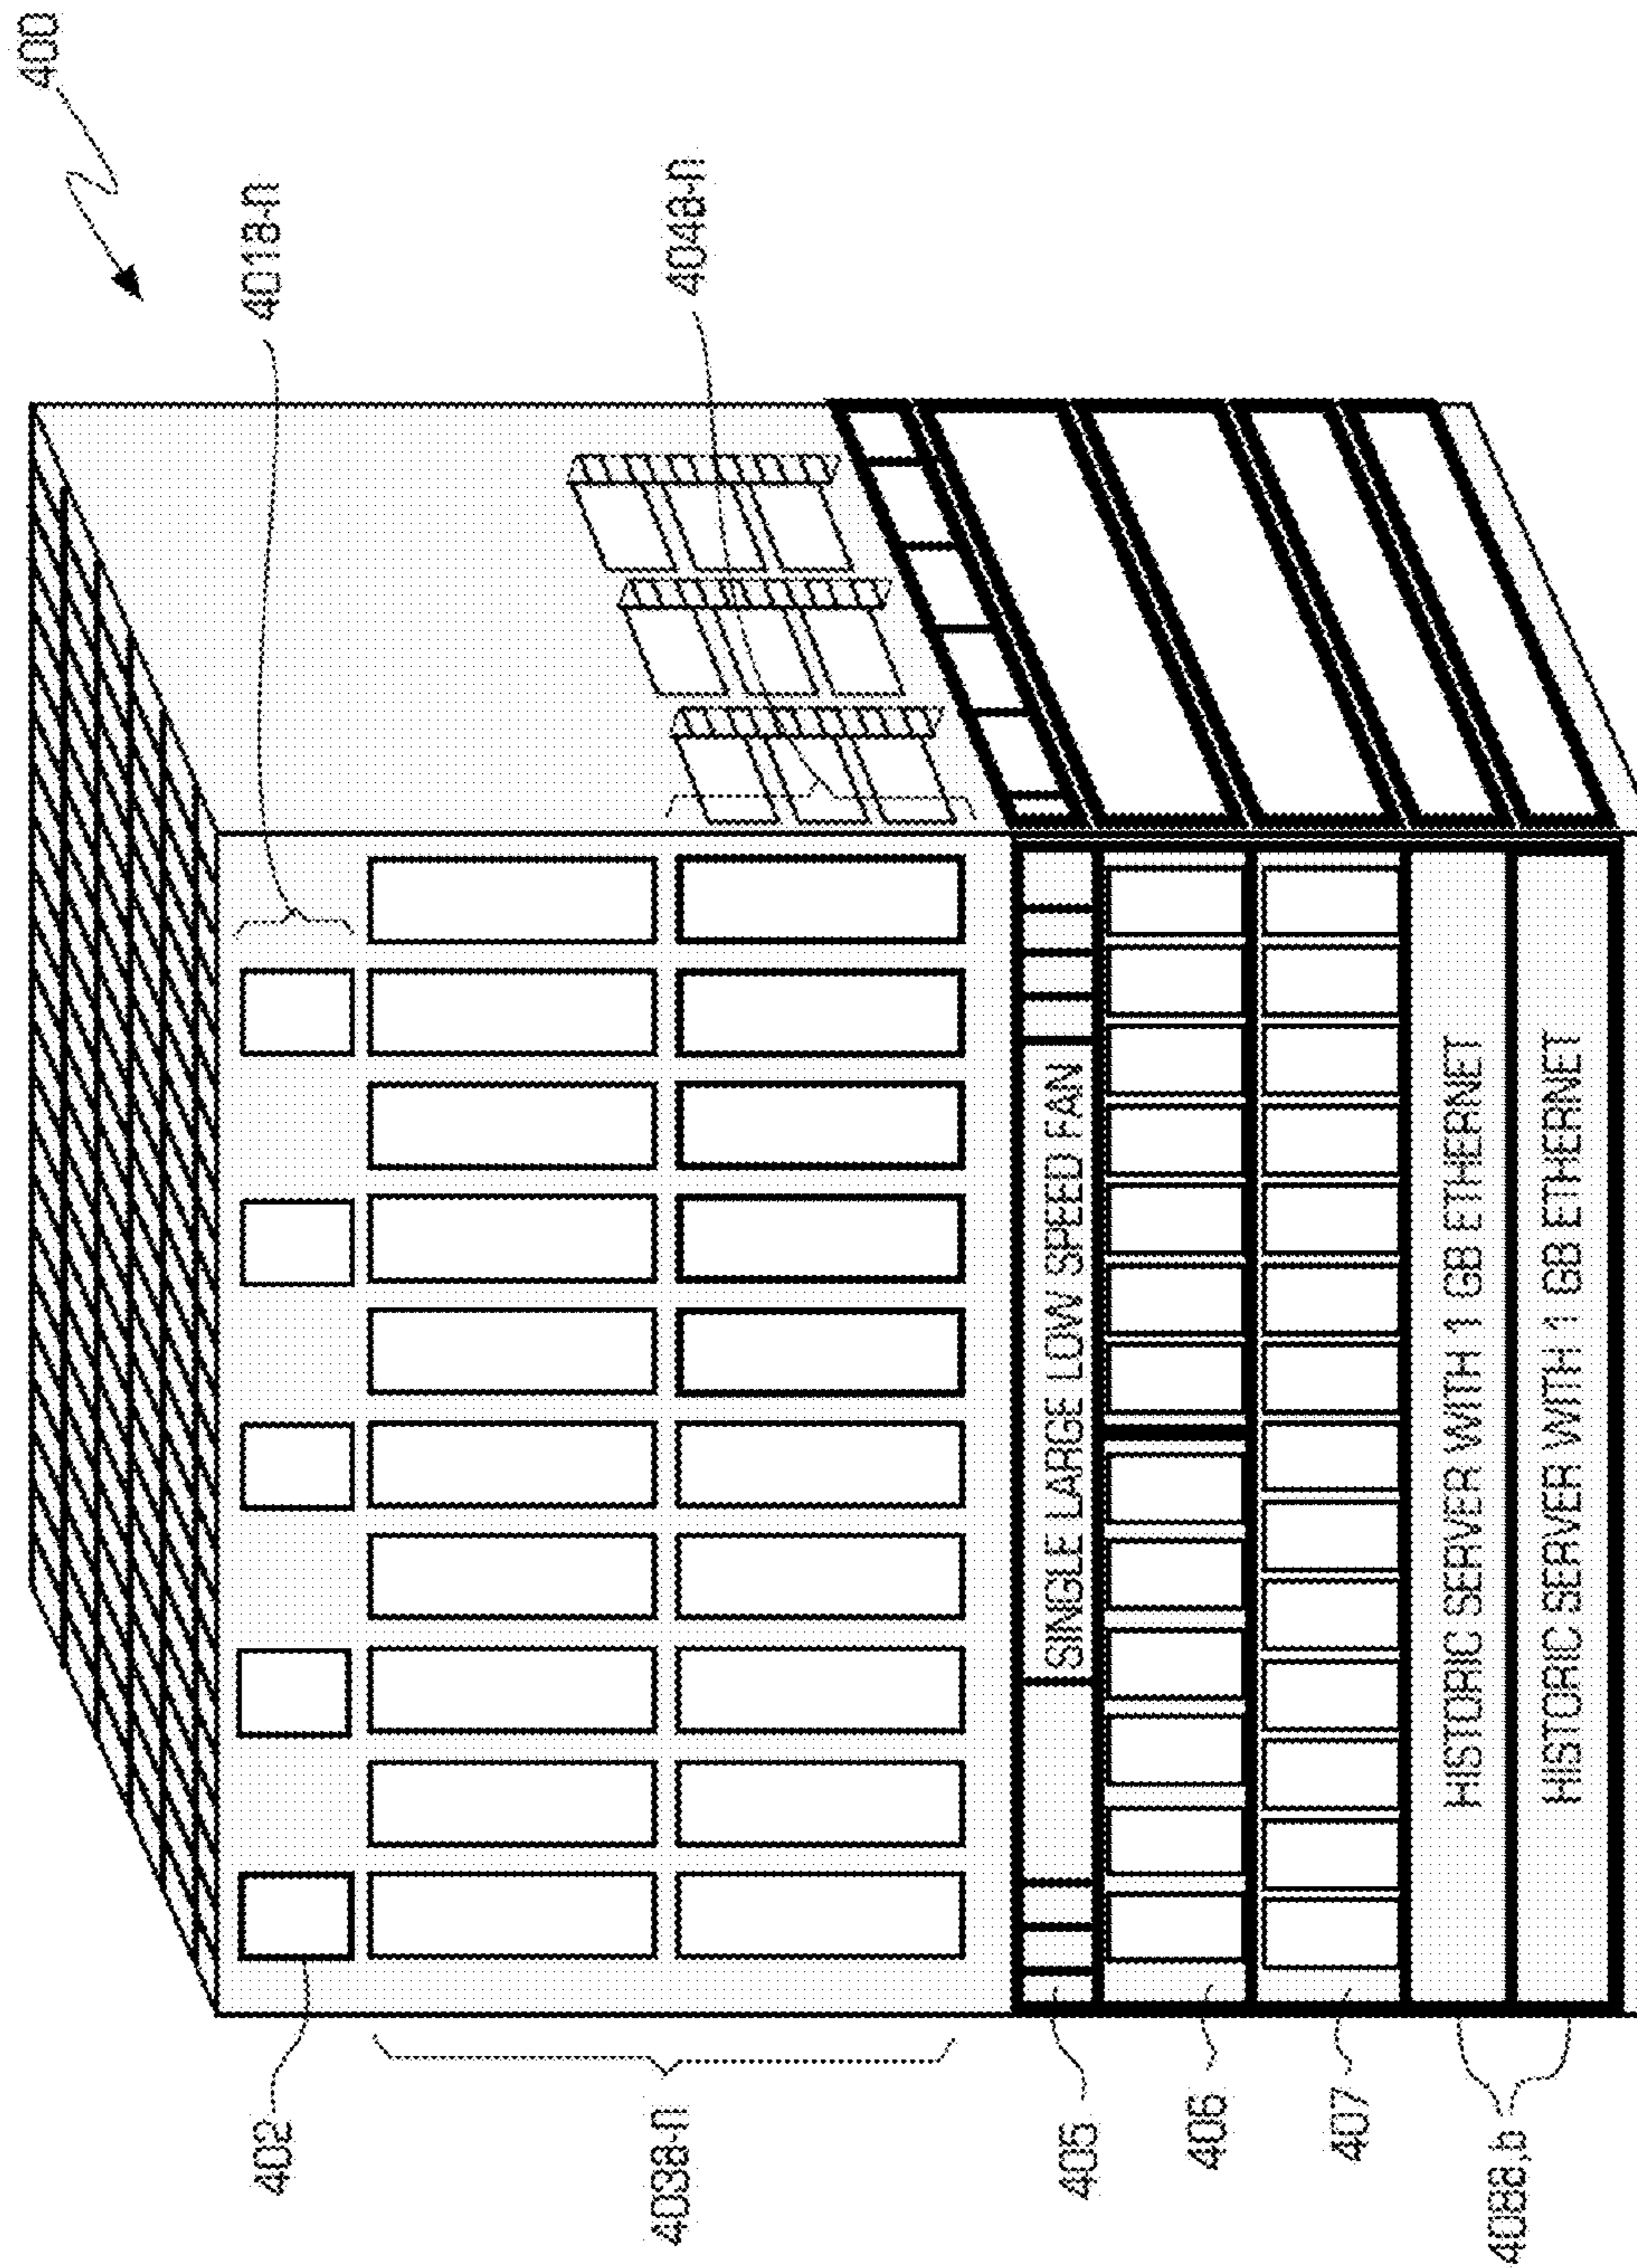 400
401a-n
404a-n
SINGLE LARGE LOW SPEED FAN
HISTORIC SERVER WITH 1 GB ETHERNET
HISTORIC SERVER WITH 1 GB ETHERNET
402
403a-n
405
406
407
408a,b